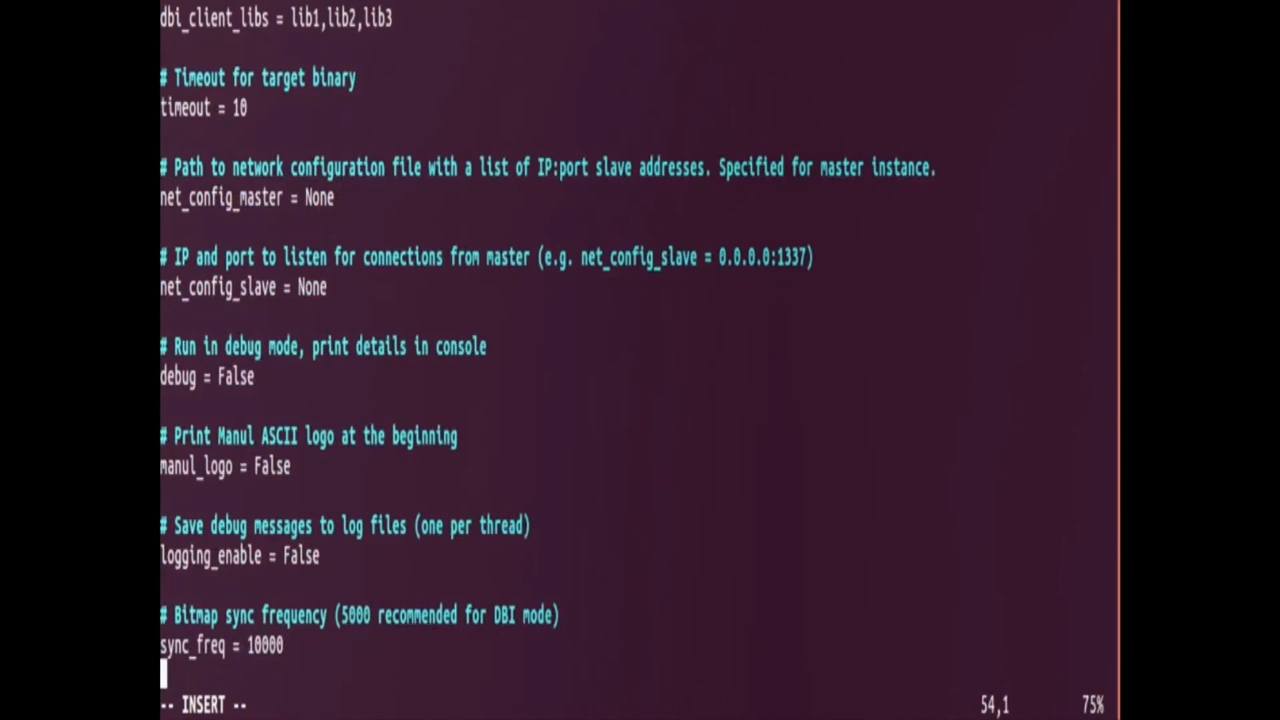 dbi_client_libs = lib1,lib2,lib3
# Timeout for target binary
timeout = 10
# Path to network configuration file with a list of IP:port slave addresses. Specified for master instance.
net_config_master = None
# IP and port to listen for connections from master (e.g. net_config_slave = 0.0.0.0:1337)
net_config_slave = None
# Run in debug mode, print details in console
debug = False
# Print Manul ASCII logo at the beginning
manul_logo = False
# Save debug messages to log files (one per thread)
logging_enable = False
# Bitmap sync frequency (5000 recommended for DBI mode)
sync_freq = 10000
-- INSERT -- 54,1 75%